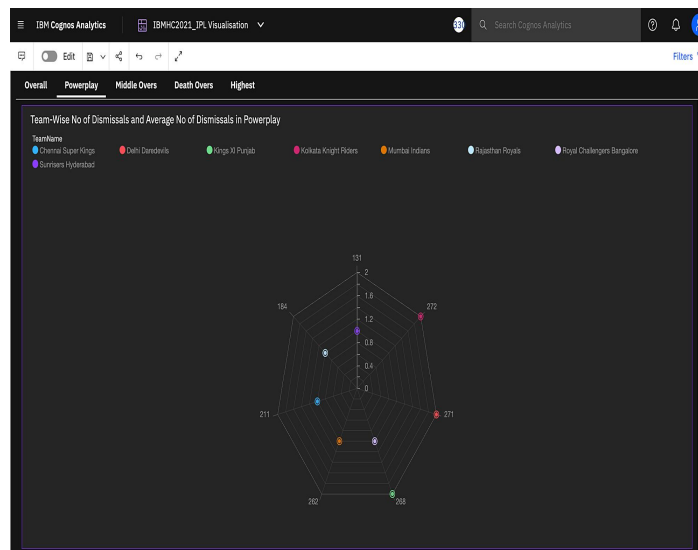 IBM Cognos Analytics
IBMHC2021_IPL Visualisation
Search Cognos Analytics
Edit
Filters
Overall Powerplay Middle Overs Death Overs Highest
Team-Wise No of Dismissals and Average No of Dismissals in Powerplay
TeamName
Chennai Super Kings Delhi Daredevils Kings XI Punjab Kolkata Knight Riders Mumbai Indians Rajasthan Royals Royal Challengers Bangalore
Sunrisers Hyderabad
131
2
184
1.6
272
1.2
0.8
0.4
0
211
271
262
268